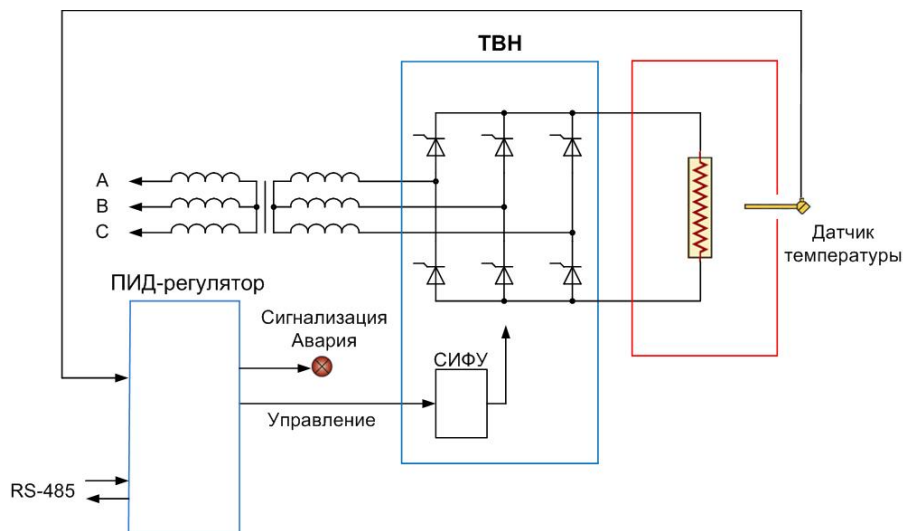 ТВН
A
B
C
Датчик
температуры
ПИД-регулятор
Сигнализация
Авария
СИФУ
Управление
RS-485